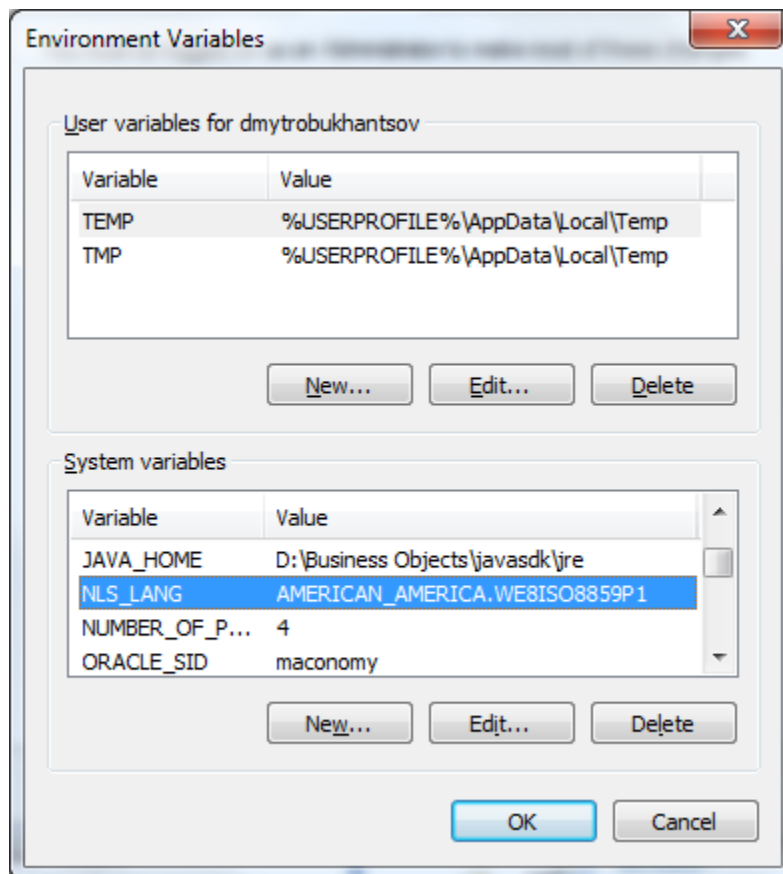 Environment Variables
User variables for dmytrobukhantsov
Variable Value
TEMP %USERPROFILE%\AppData\Local\Temp
TMP %USERPROFILE%\AppData\Local\Temp
New... Edit... Delete
System variables
Variable Value
JAVA_HOME D:\Business Objects\javasdk\jre
NLS_LANG AMERICAN_AMERICA.WE8ISO8859P1
NUMBER_OF_P... 4
ORACLE_SID maconomy
New... Edit... Delete
OK Cancel